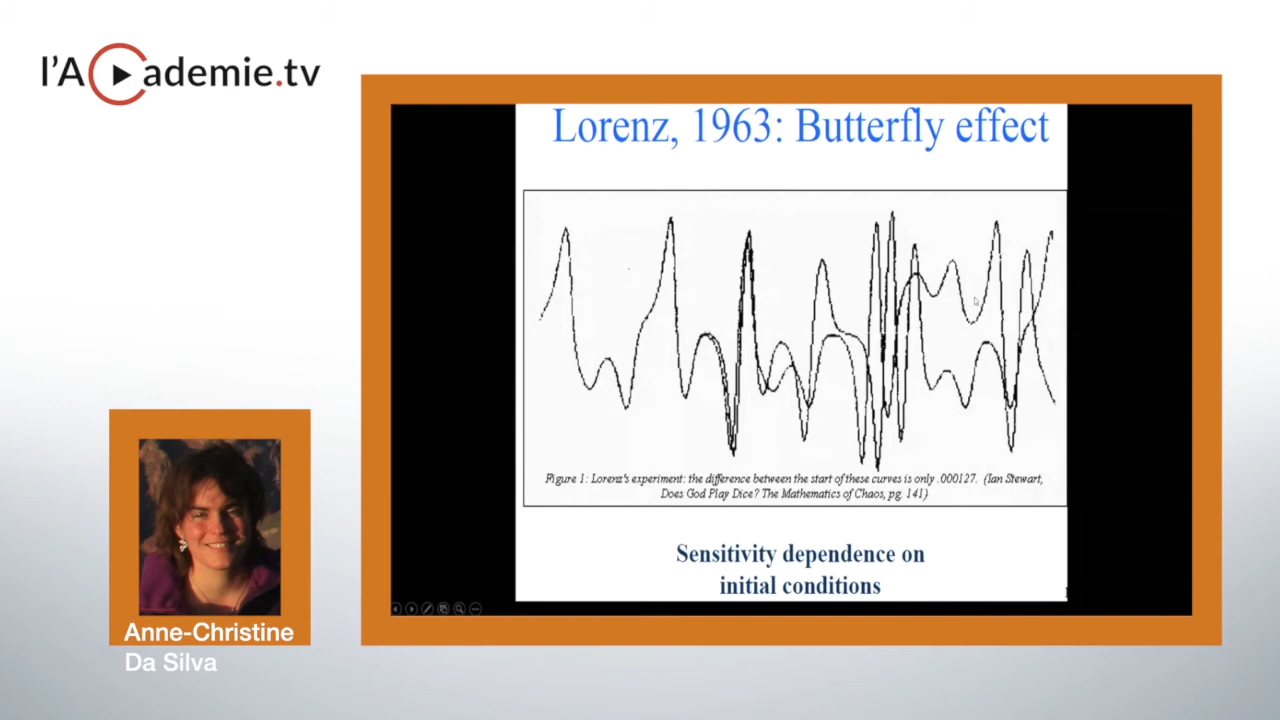 l'Academie.tv
Lorenz, 1963: Butterfly effect
Figure 1: Lorenz's experiment: the difference between the start of these curves is only .000127. (Ian Stewart,
Does God Play Dice? The Mathematics of Chaos, pg. 141)
Sensitivity dependence on
initial conditions
Anne-Christine
Da Silva